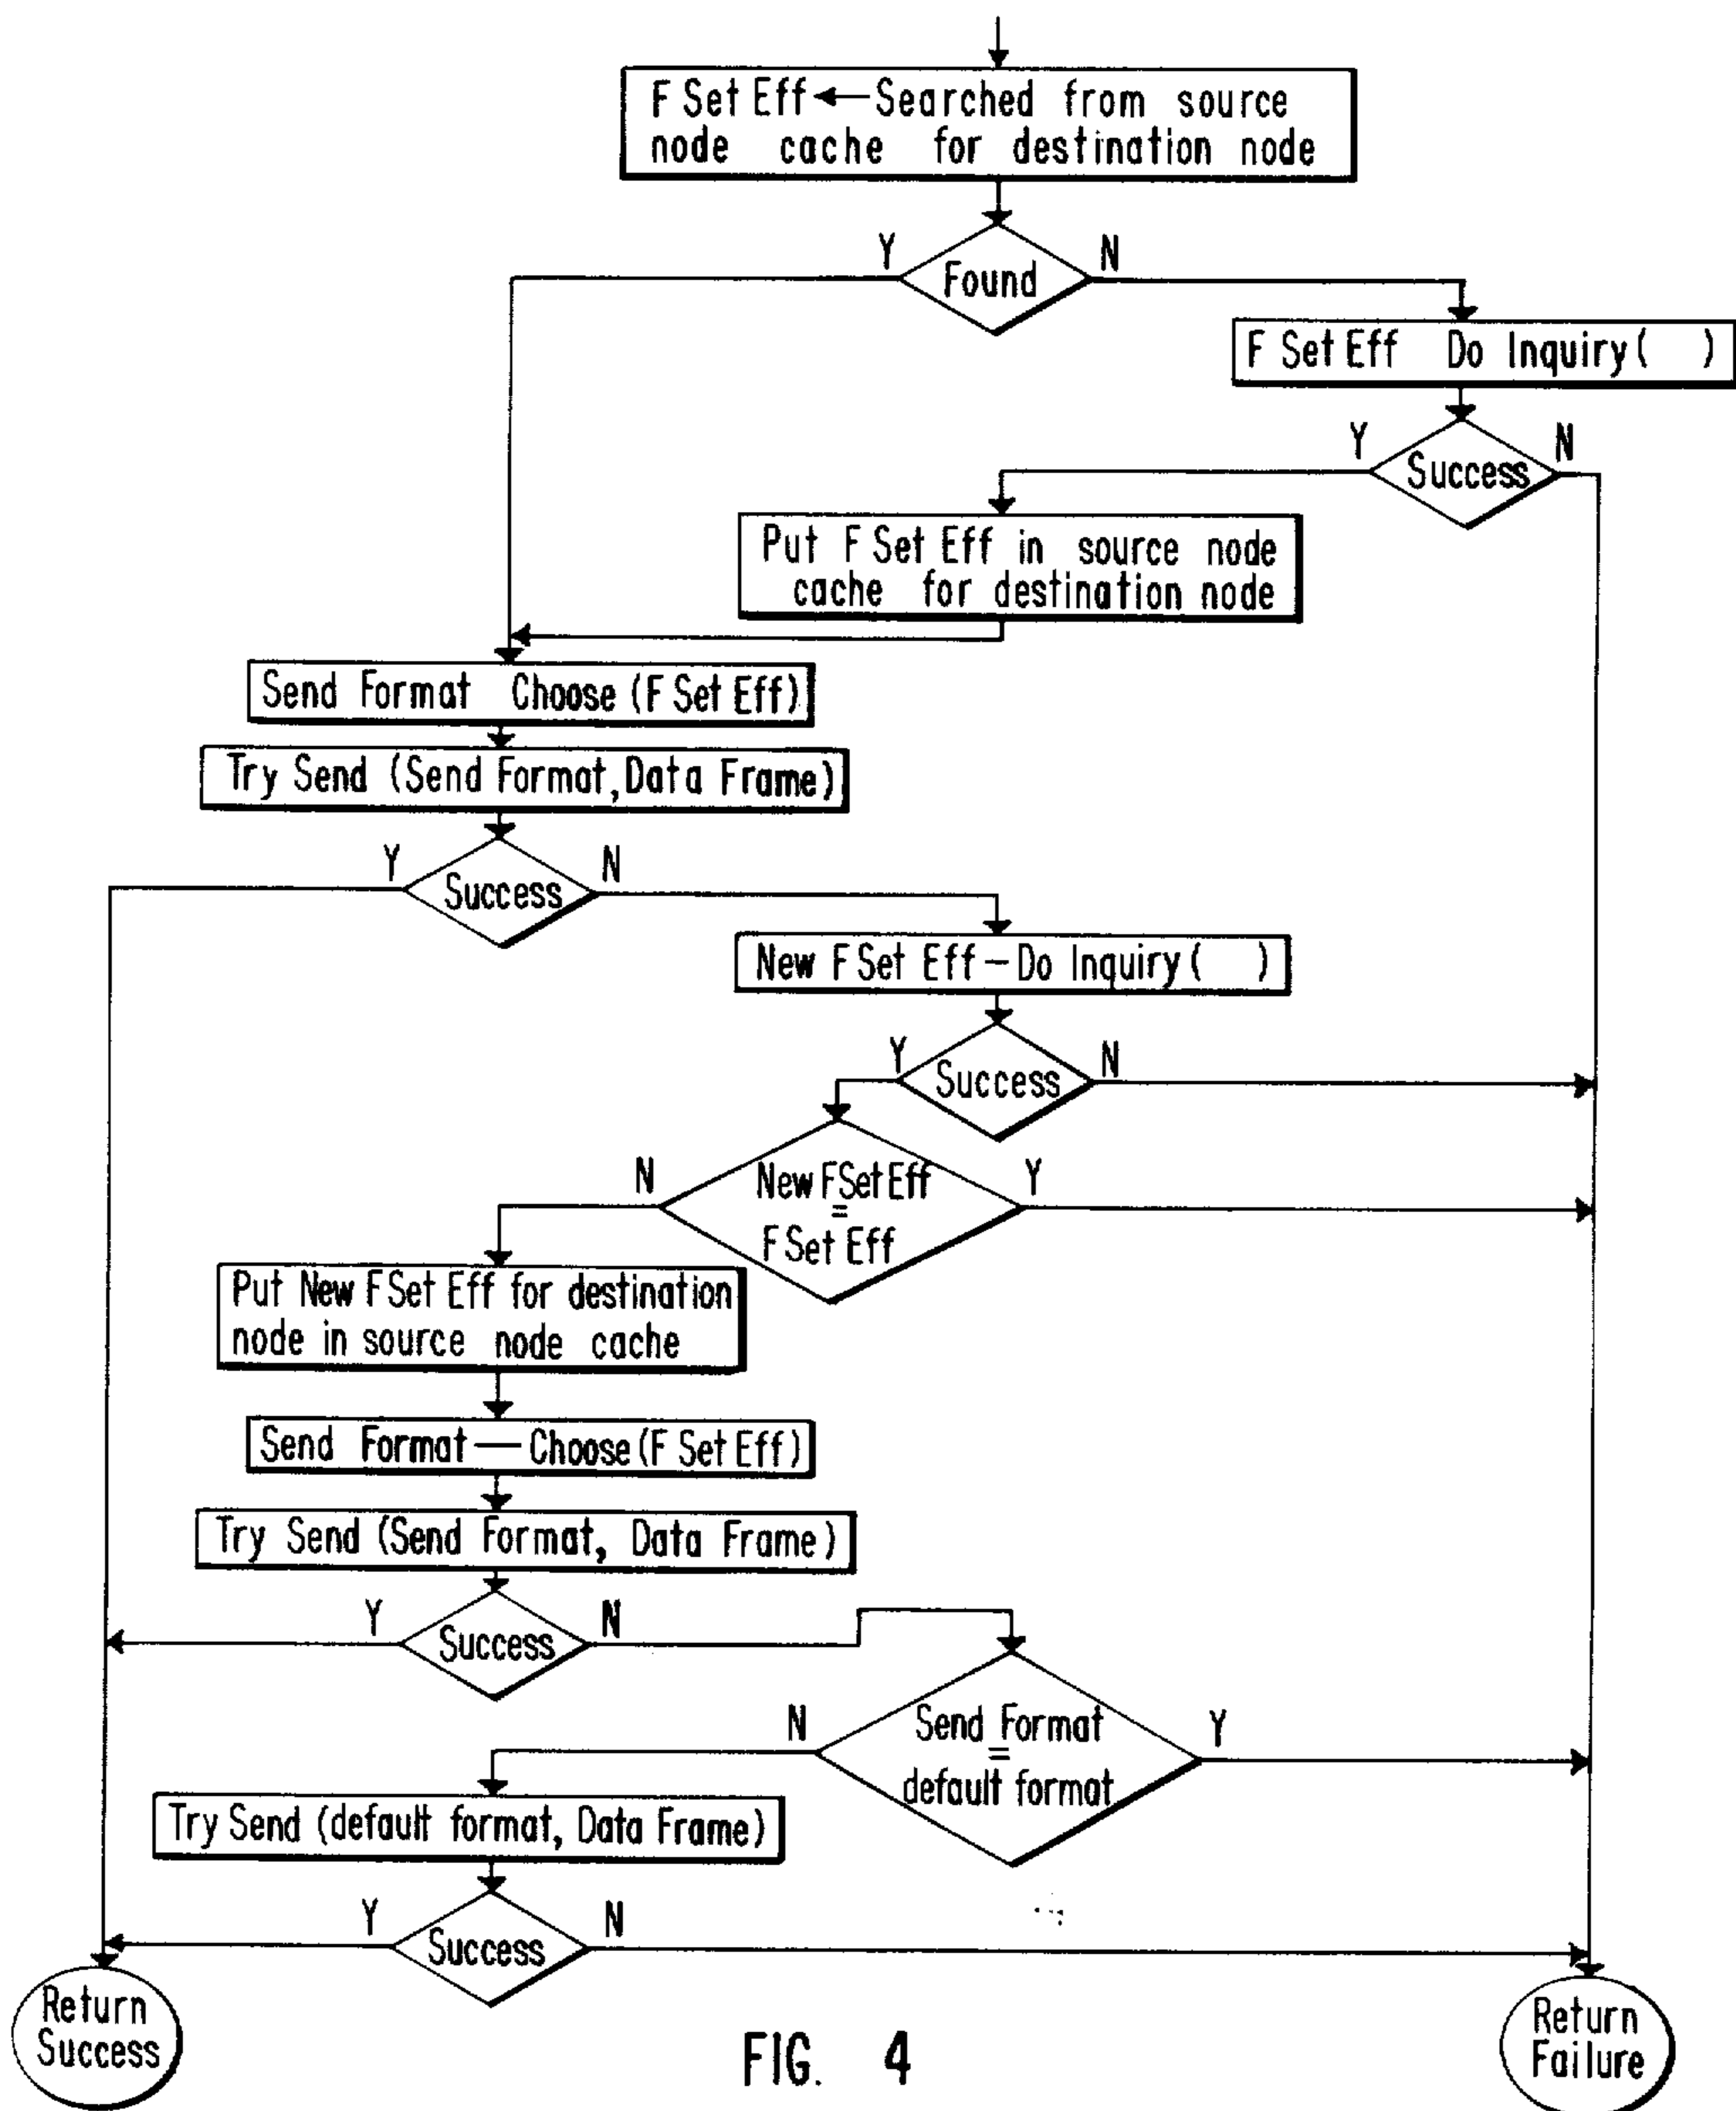 F Set Eff ← Searched from source
node cache for destination node
Y
Found
N
F Set Eff Do Inquiry ( )
Y
Success
N
Put F Set Eff in source node
cache for destination node
Send Format Choose (F Set Eff)
Try Send (Send Format, Data Frame)
Y
Success
N
New F Set Eff – Do Inquiry ( )
Y
Success
N
N
New F Set Eff
=
F Set Eff
Y
Put New F Set Eff for destination
node in source node cache
Send Format — Choose (F Set Eff)
Try Send (Send Format, Data Frame)
Y
Success
N
N
Send Format
=
default format
Y
Try Send (default format, Data Frame)
Y
Success
N
Return
Success
Return
Failure
FIG. 4